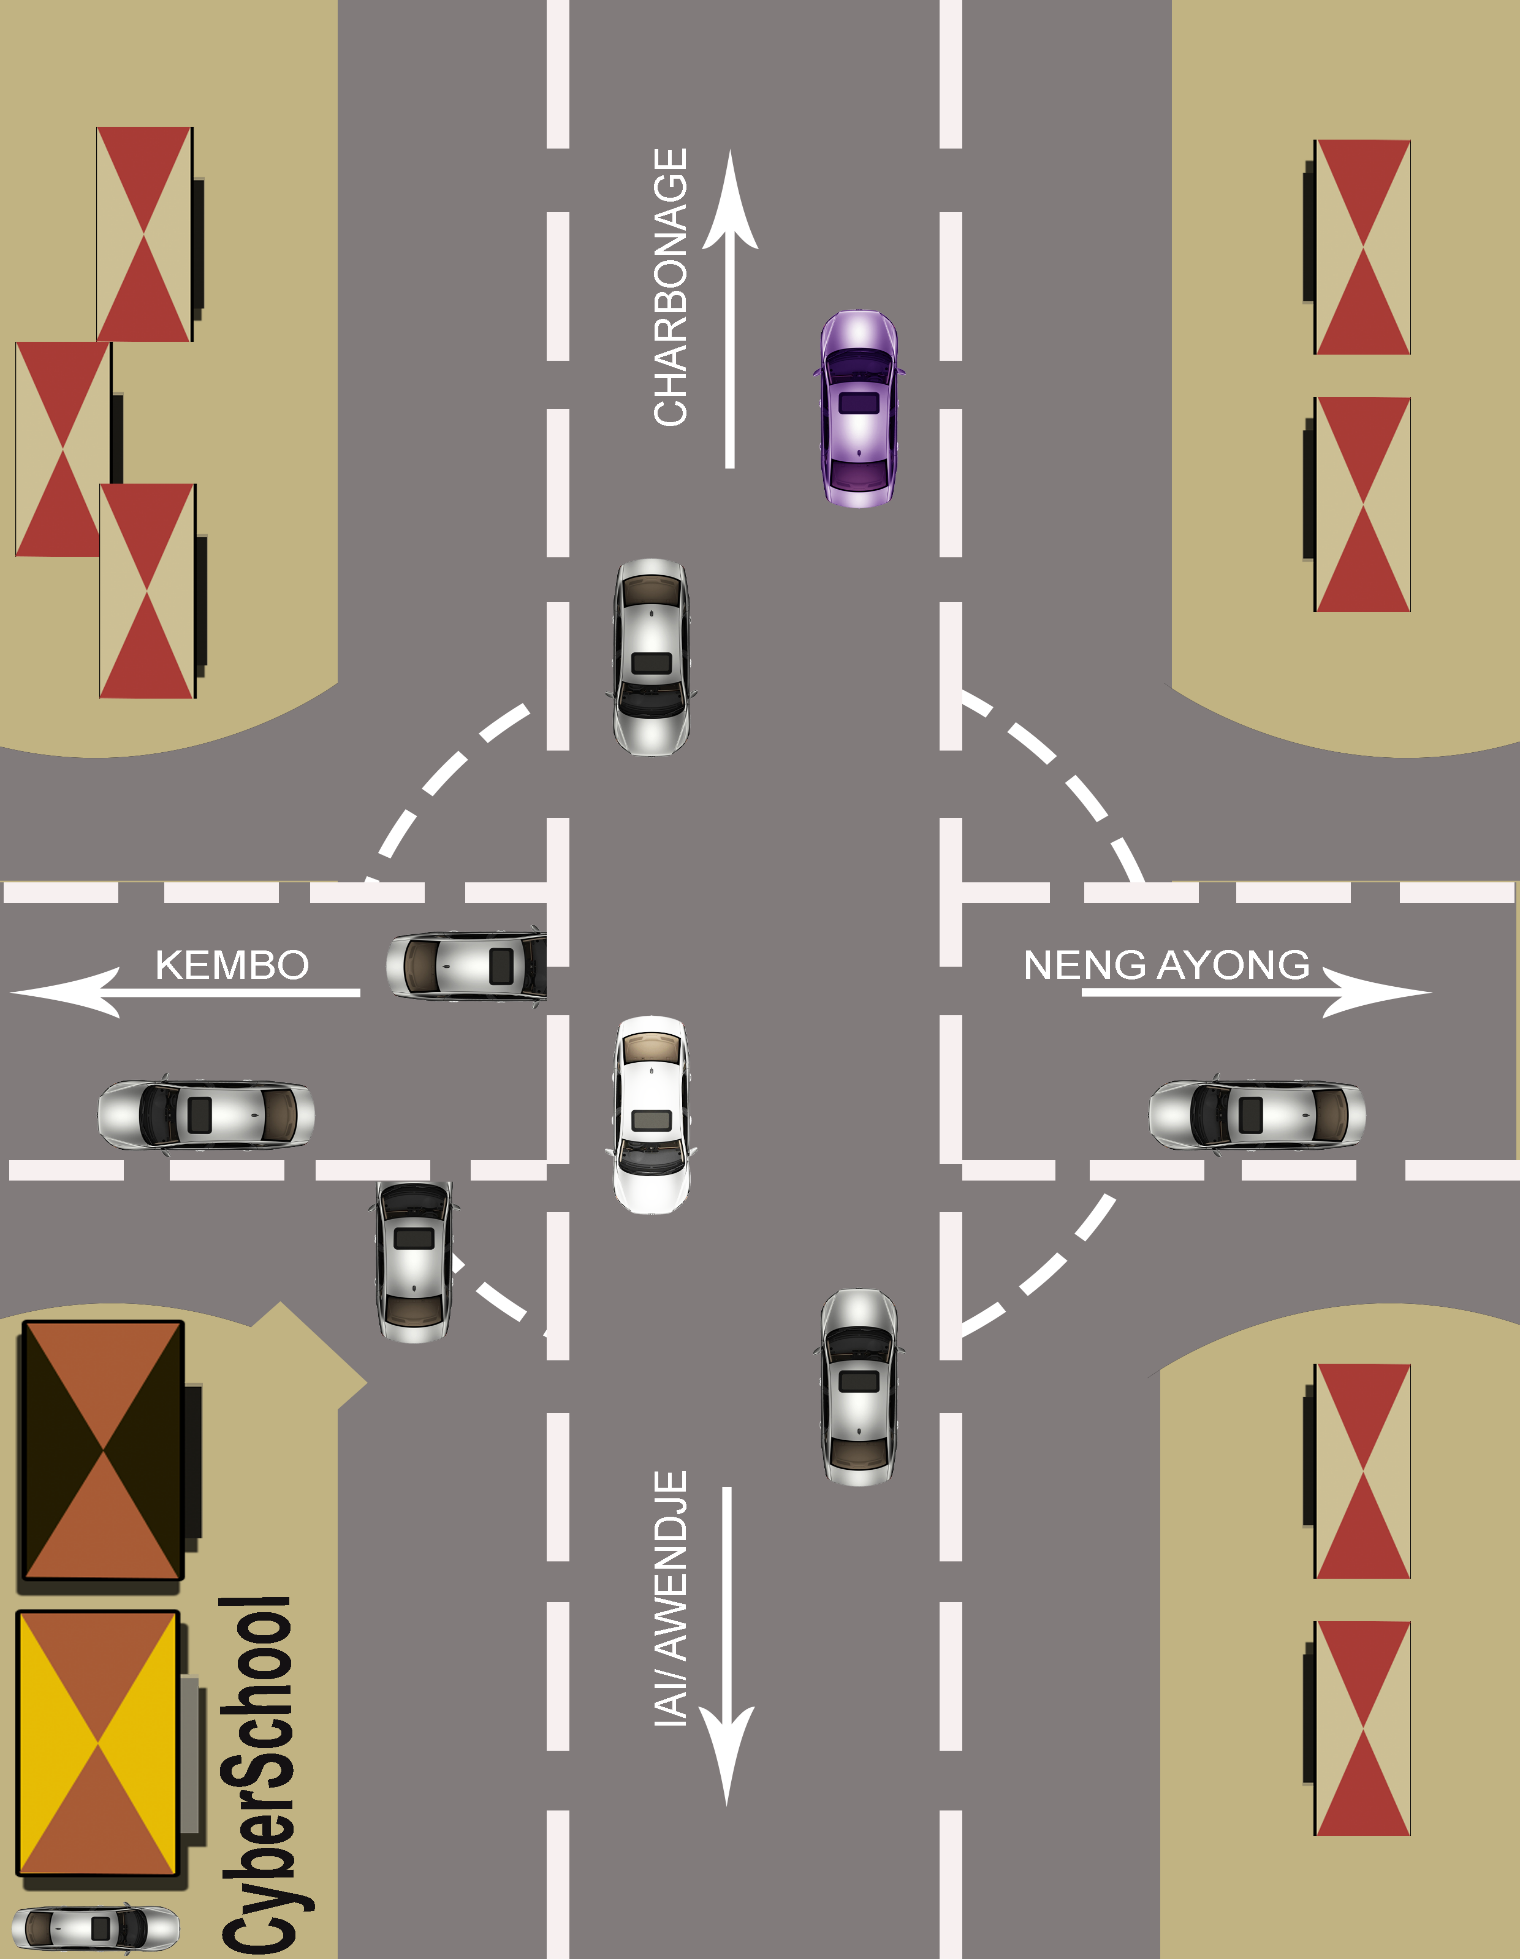 CHARBONAGE
KEMBO
NENG AYONG
IAI/ AWENDJE
CyberSchool